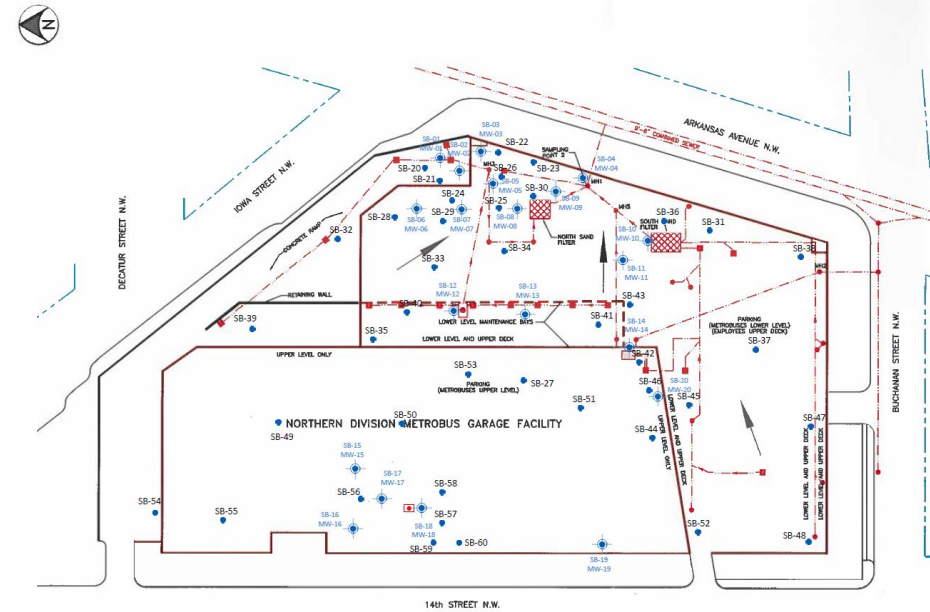 N
ARKANSAS AVENUE N.W.
COMBINED SEWER
IOWA STREET N.W.
DECATUR STREET N.W.
CONCRETE RAMP
SB-01
MW-01
SB-02
MW-02
SB-03
MW-03
SB-22
SAMPLING
PORT 2
SB-04
MW-04
SB-20
SB-21
MH3
SB-26
SB-23
MH1
SB-05
MW-05
SB-24
SB-30
SB-09
MW-09
SB-28
SB-29
SB-25
SB-06
MW-06
SB-07
MW-07
SB-08
MW-08
NORTH SAND
FILTER
MH5
SB-36
SOUTH SAND
FILTER
SB-31
SB-10
MW-10
SB-32
SB-34
SB-33
SB-11
MW-11
MH2
RETAINING WALL
SB-12
MW-12
SB-13
MW-13
SB-43
SB-40
SB-41
SB-39
LOWER LEVEL MAINTENANCE BAYS
SB-14
MW-14
PARKING
(METROBUSES LOWER LEVEL)
(EMPLOYEES UPPER DECK)
SB-37
SB-35
LOWER LEVEL AND UPPER DECK
UPPER LEVEL ONLY
SB-42
BUCHANAN STREET N.W.
SB-53
PARKING
(METROBUSES UPPER LEVEL)
SB-27
SB-46
SB-20
MW-20
SB-45
SB-51
LOWER LEVEL AND UPPER DECK
UPPER LEVEL ONLY
SB-50
NORTHERN DIVISION METROBUS GARAGE FACILITY
SB-49
SB-44
SB-47
LOWER LEVEL AND UPPER DECK
LOWER LEVEL AND UPPER DECK
SB-15
MW-15
SB-17
MW-17
SB-56
SB-58
SB-54
SB-55
SB-16
MW-16
SB-57
SB-18
MW-18
SB-59
SB-60
SB-19
MW-19
SB-52
SB-48
14th STREET N.W.